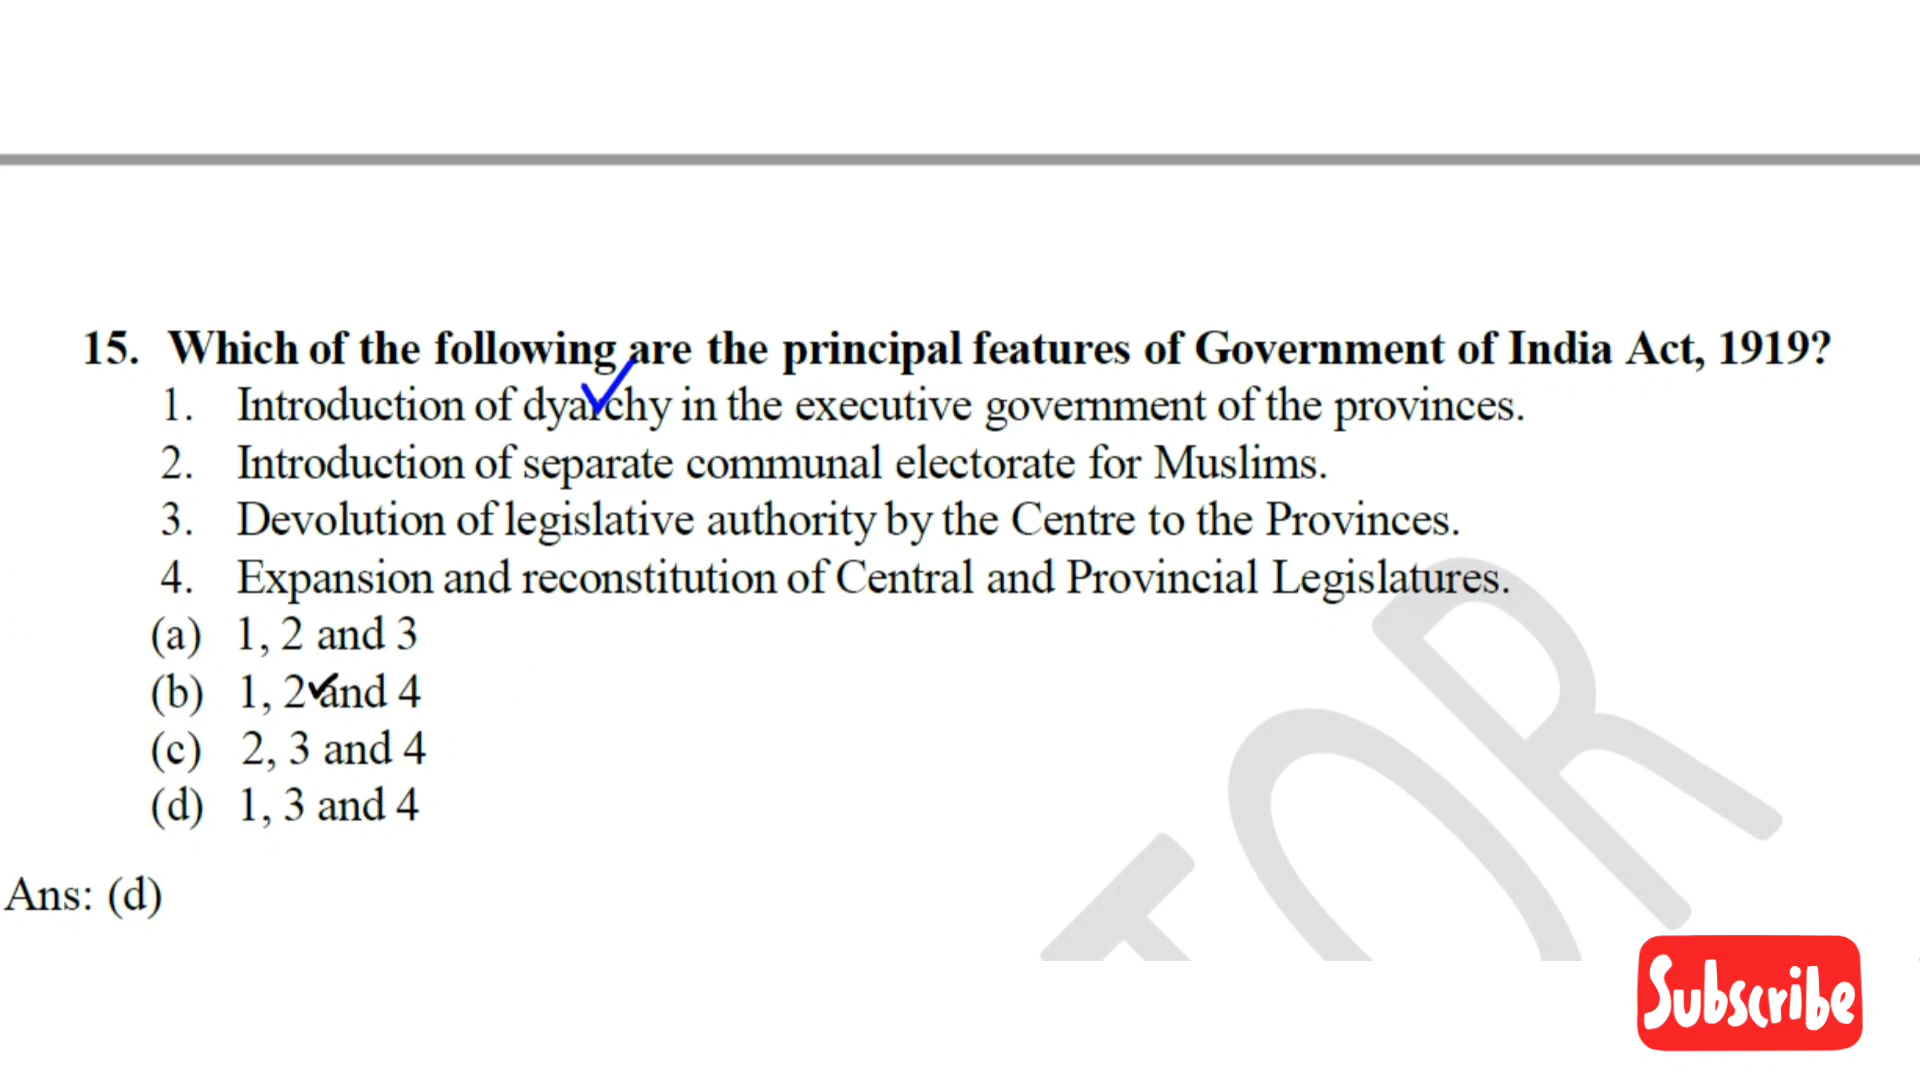 15. Which of the following are the principal features of Government of India Act, 1919?
1. Introduction of dyarchy in the executive government of the provinces.
2. Introduction of separate communal electorate for Muslims.
3. Devolution of legislative authority by the Centre to the Provinces.
4. Expansion and reconstitution of Central and Provincial Legislatures.
(a) 1, 2 and 3
(b) 1, 2 and 4
(c) 2, 3 and 4
(d) 1, 3 and 4
Ans: (d)
TOR
Subscribe